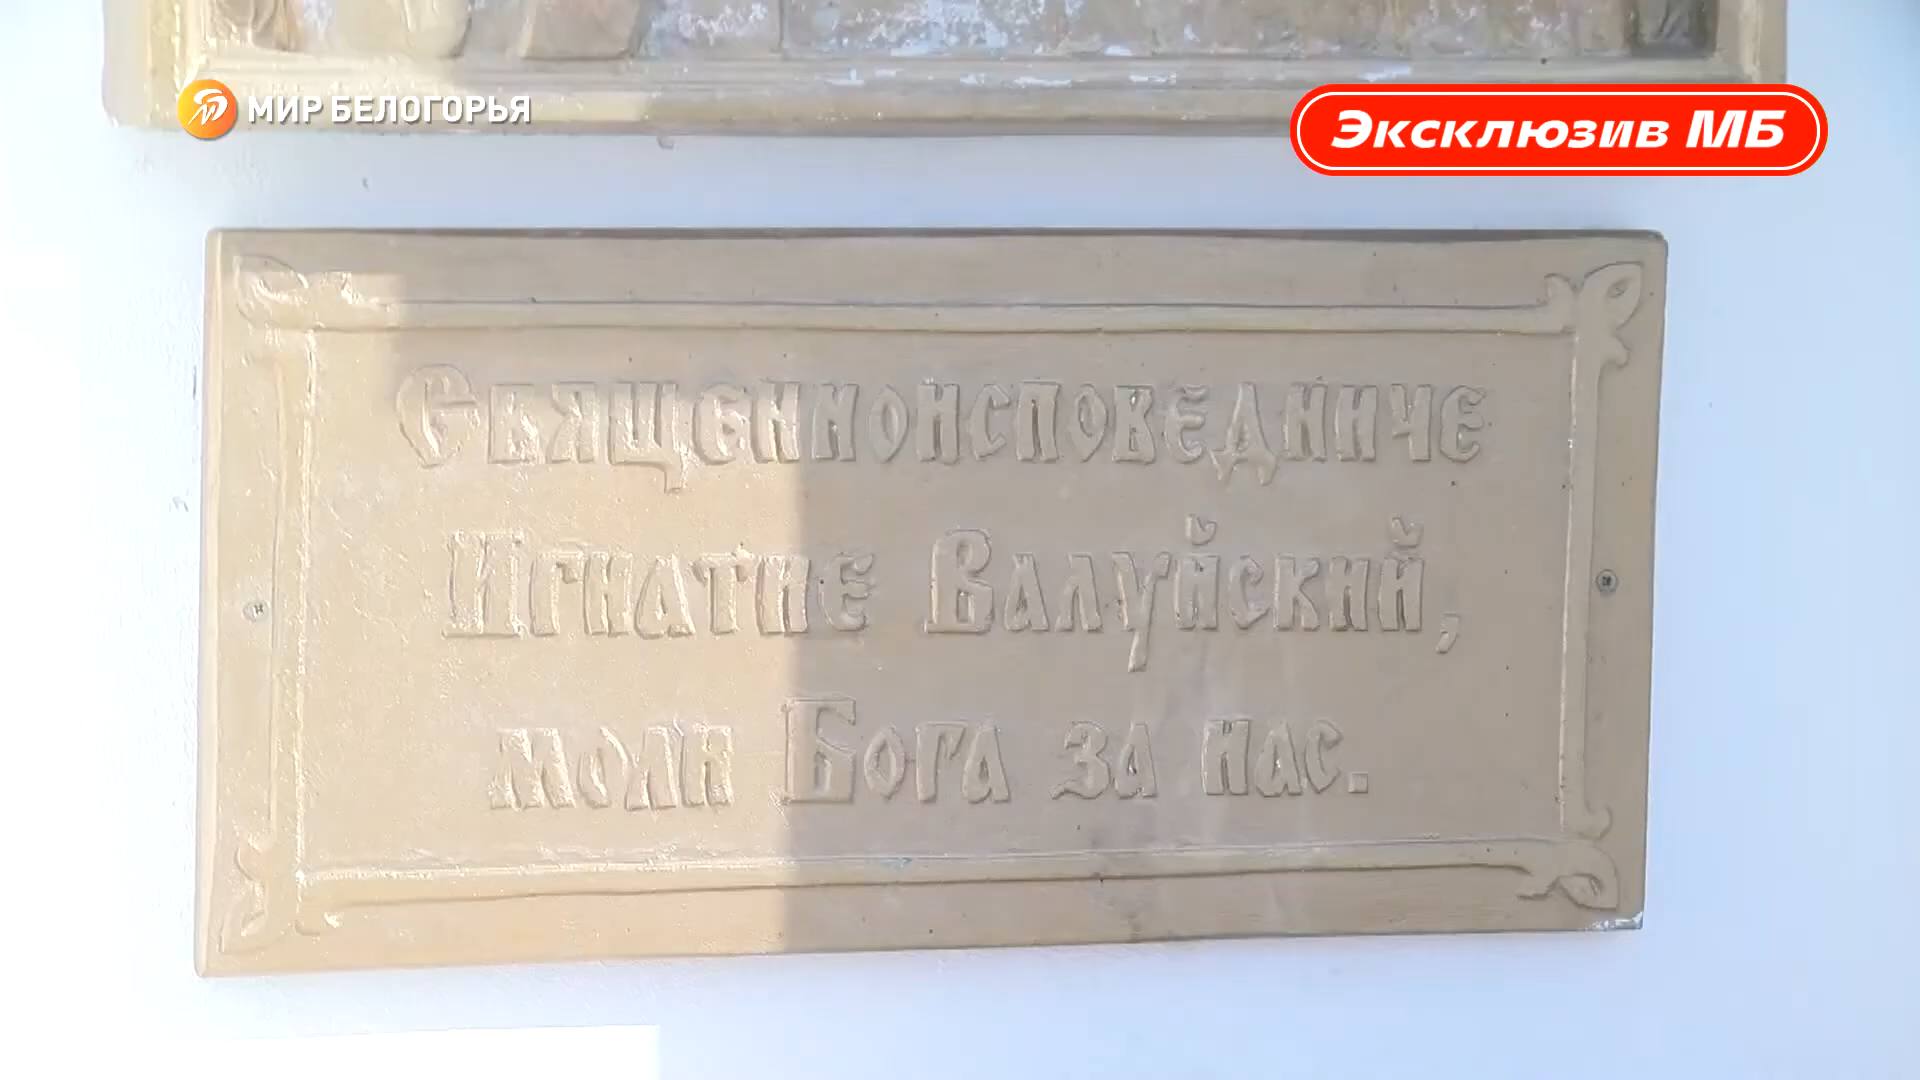 МИР БЕЛОГОРЬЯ
Эксклюзив МБ
Священноисповедниче
Игнатие Валуйский,
моли Бога за нас.